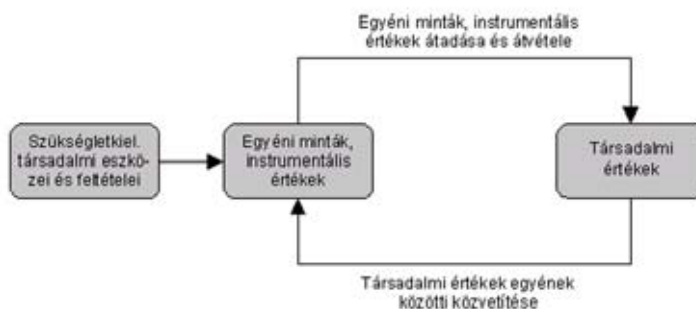 Egyéni minták, instrumentális
értékek átadása és átvétele
Szükségletkiel.
társadalmi eszkö-
zei és feltételei
Egyéni minták,
instrumentális
értékek
Társadalmi
értékek
Társadalmi értékek egyének
közötti közvetítése